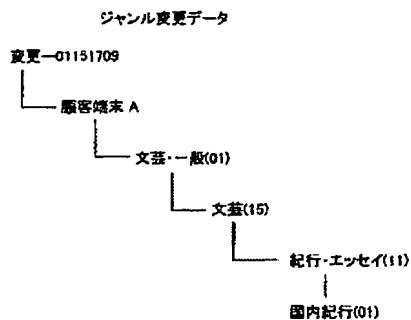 ジャンル変更データ
変更―01151709
顧客端末 A
文芸・一般(01)
文芸(15)
紀行・エッセイ(11)
国内紀行(01)